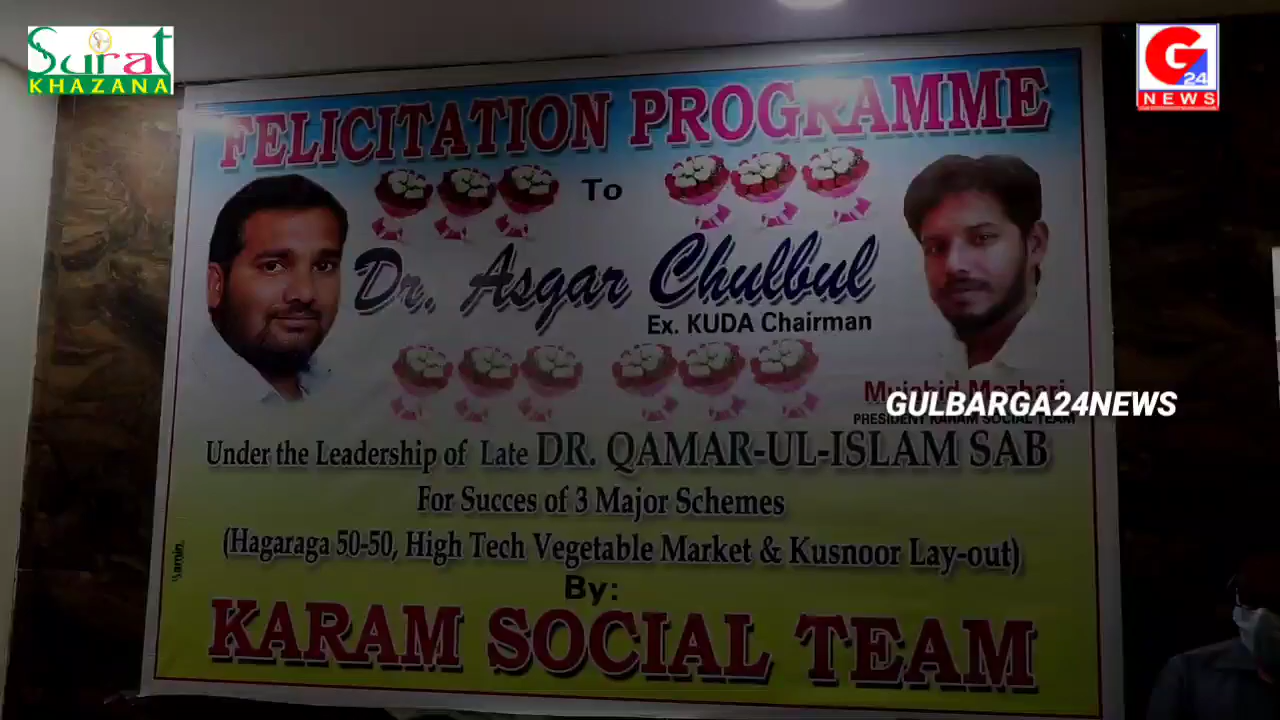 Surat
KHAZANA
G 24
NEWS
FELICITATION PROGRAMME
To
Dr. Asgar Chulbul
Ex. KUDA Chairman
Mujahid Mazhari
GULBARGA24NEWS
PRESIDENT KARAM SOCIAL TEAM
Under the Leadership of Late DR. QAMAR-UL-ISLAM SAB
For Succes of 3 Major Schemes
(Hagaraga 50-50, High Tech Vegetable Market & Kusnoor Lay-out)
By:
KARAM SOCIAL TEAM